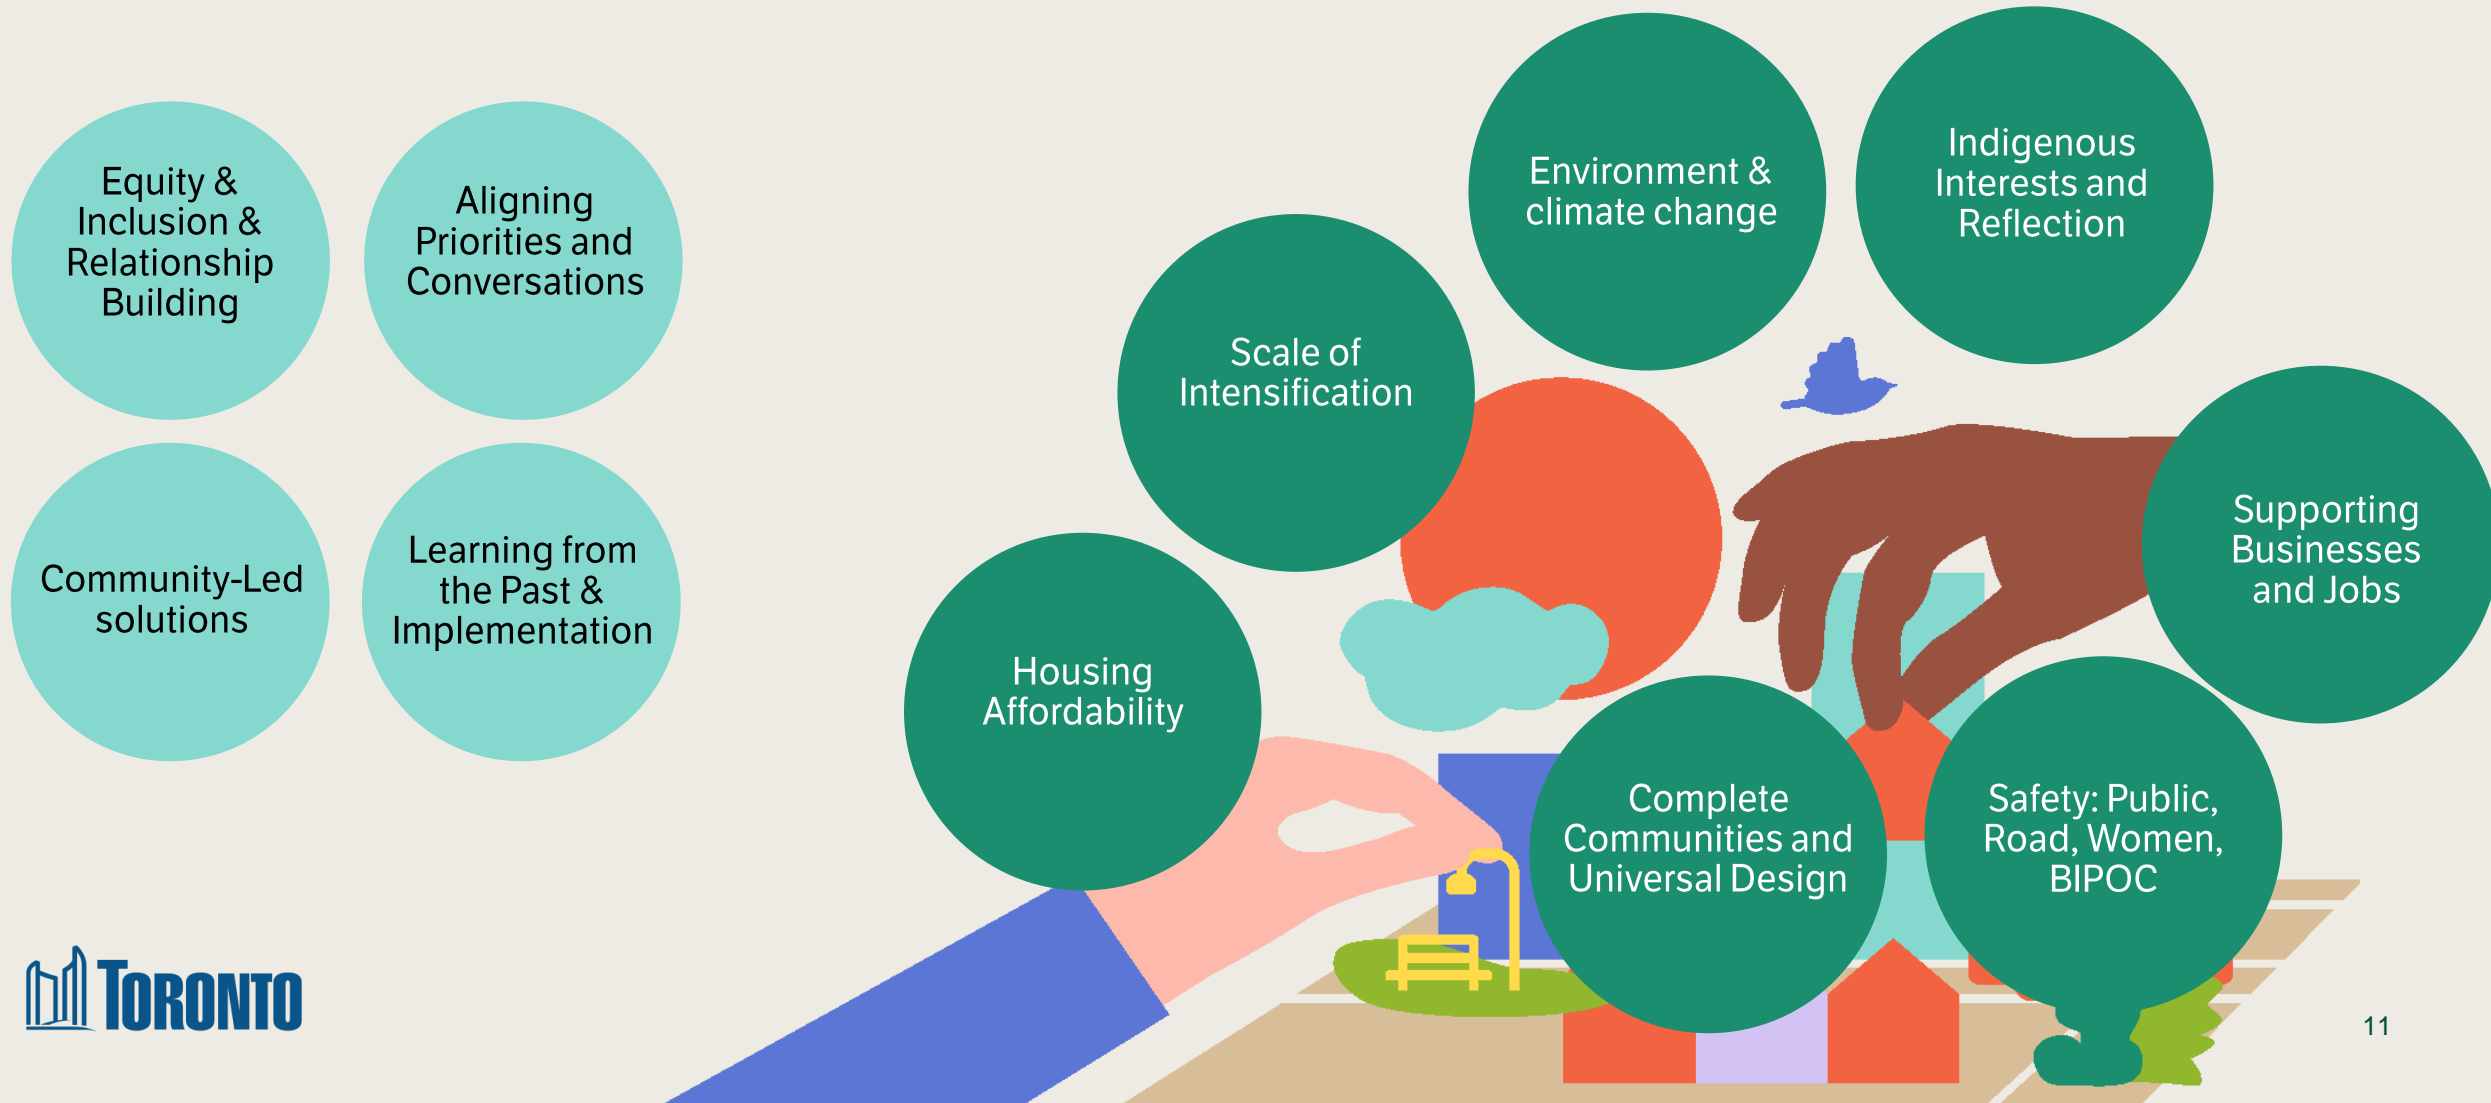 Equity &
Inclusion &
Relationship
Building
Aligning
Priorities and
Conversations
Community-Led
solutions
Learning from
the Past &
Implementation
Housing
Affordability
Scale of
Intensification
Environment &
climate change
Indigenous
Interests and
Reflection
Supporting
Businesses
and Jobs
Complete
Communities and
Universal Design
Safety: Public,
Road, Women,
BIPOC
TORONTO
11